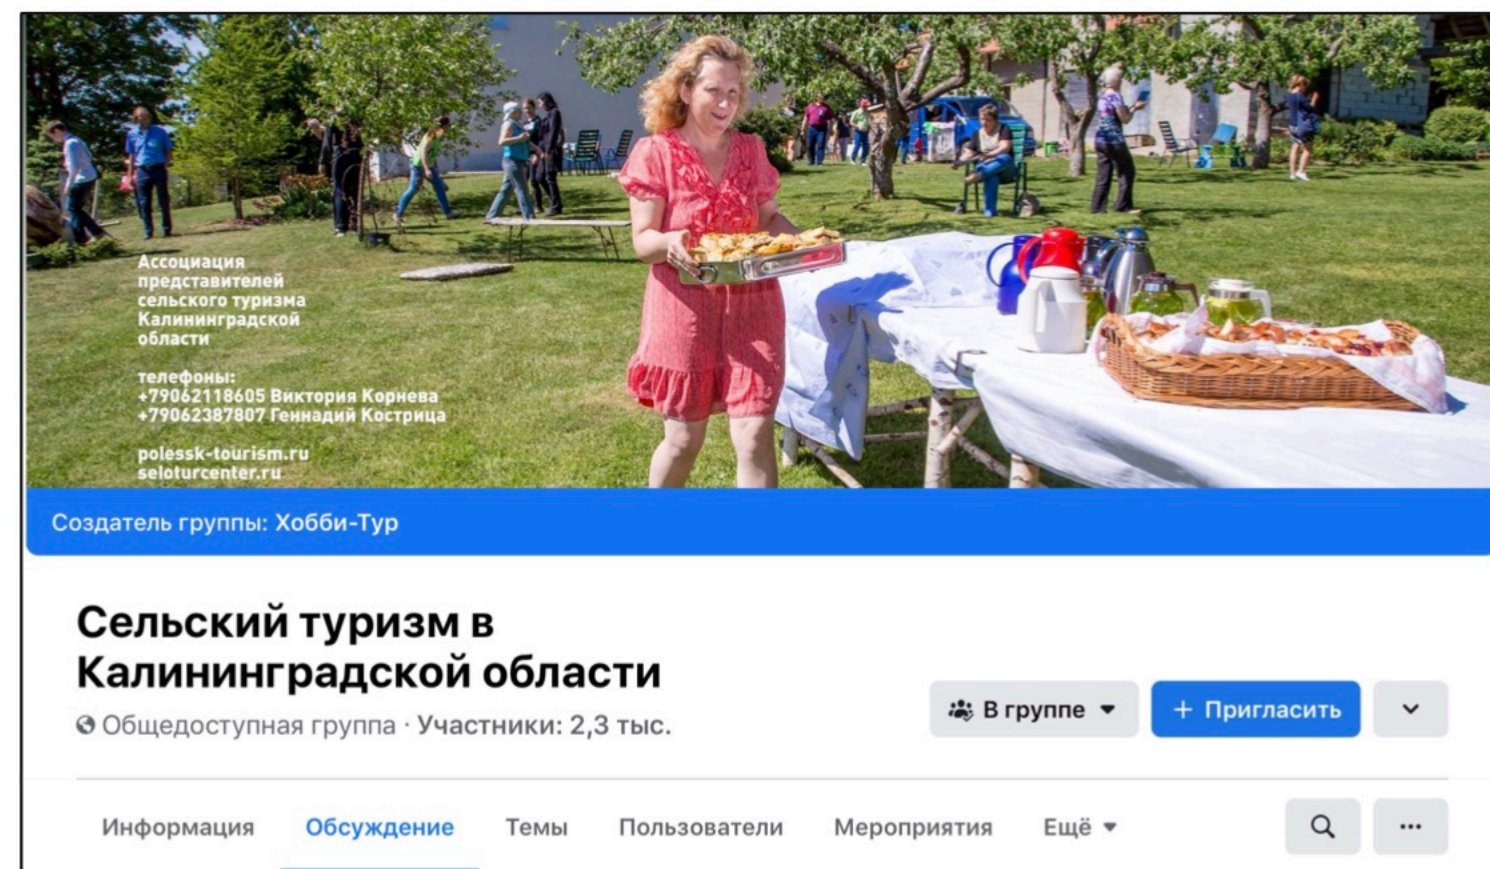 Ассоциация
представителей
сельского туризма
Калининградской
области
телефоны:
+79062118605 Виктория Корнева
+79062387807 Геннадий Кострица
polessk-tourism.ru
seloturcenter.ru
Создатель группы: Хобби-Тур
Сельский туризм в
Калининградской области
Общедоступная группа · Участники: 2,3 тыс.
В группе
+ Пригласить
Информация Обсуждение Темы Пользователи Мероприятия Ещё